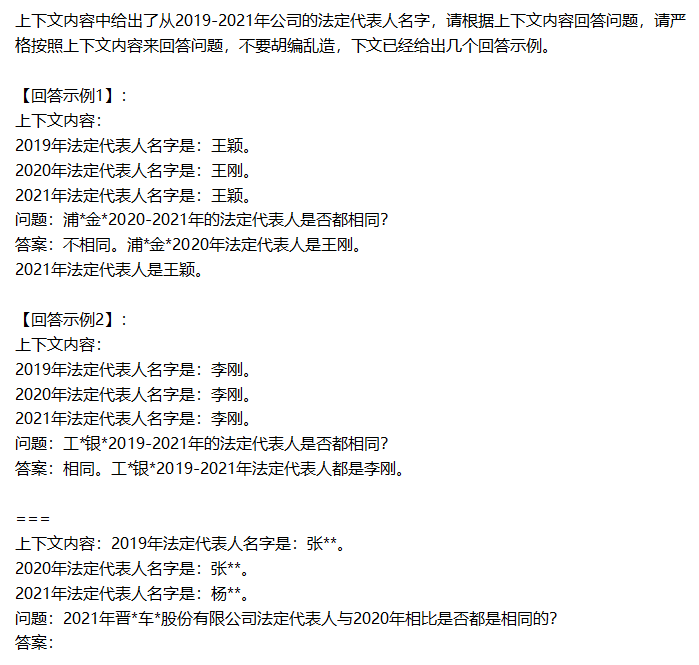 上下文内容中给出了从2019-2021年公司的法定代表人名字，请根据上下文内容回答问题，请严
格按照上下文内容来回答问题，不要胡编乱造，下文已经给出几个回答示例。
【回答示例1】：
上下文内容：
2019年法定代表人名字是：王颖。
2020年法定代表人名字是：王刚。
2021年法定代表人名字是：王颖。
问题：浦*金*2020-2021年的法定代表人是否都相同？
答案：不相同。浦*金*2020年法定代表人是王刚。
2021年法定代表人是王颖。
【回答示例2】：
上下文内容：
2019年法定代表人名字是：李刚。
2020年法定代表人名字是：李刚。
2021年法定代表人名字是：李刚。
问题：工*银*2019-2021年的法定代表人是否都相同？
答案：相同。工*银*2019-2021年法定代表人都是李刚。
===
上下文内容：2019年法定代表人名字是：张**。
2020年法定代表人名字是：张**。
2021年法定代表人名字是：杨**。
问题：2021年晋*车*股份有限公司法定代表人与2020年相比是否都是相同的？
答案：